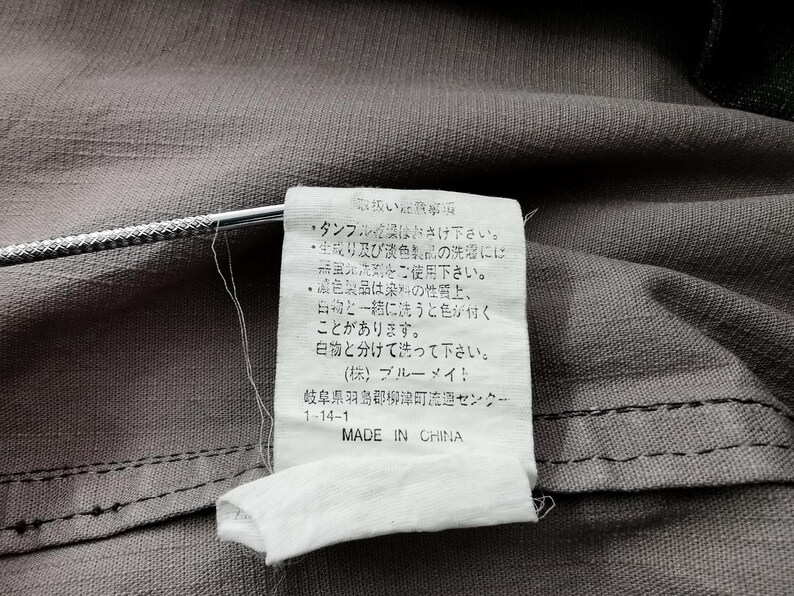 取扱い注意事項
・タンブル乾燥はおさけ下さい。
・生成り及び淡色製品の洗濯には
無蛍光洗剤をご使用下さい。
・濃色製品は染料の性質上、
白物と一緒に洗うと色が付く
ことがあります。
白物と分けて洗って下さい。
(株) ブルーメイト
岐阜県羽島郡柳津町流通センター
1-14-1
MADE IN CHINA